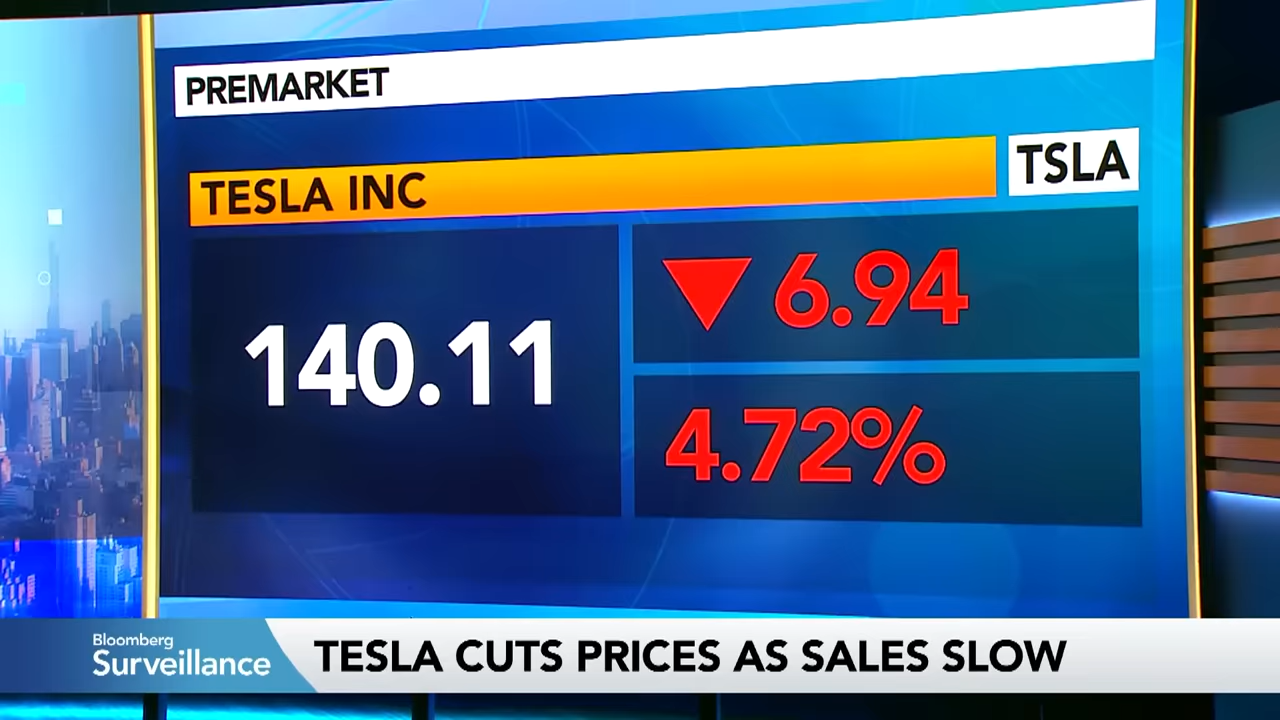 PREMARKET
TESLA INC
TSLA
140.11
▼ 6.94
4.72%
Bloomberg
Surveillance
TESLA CUTS PRICES AS SALES SLOW